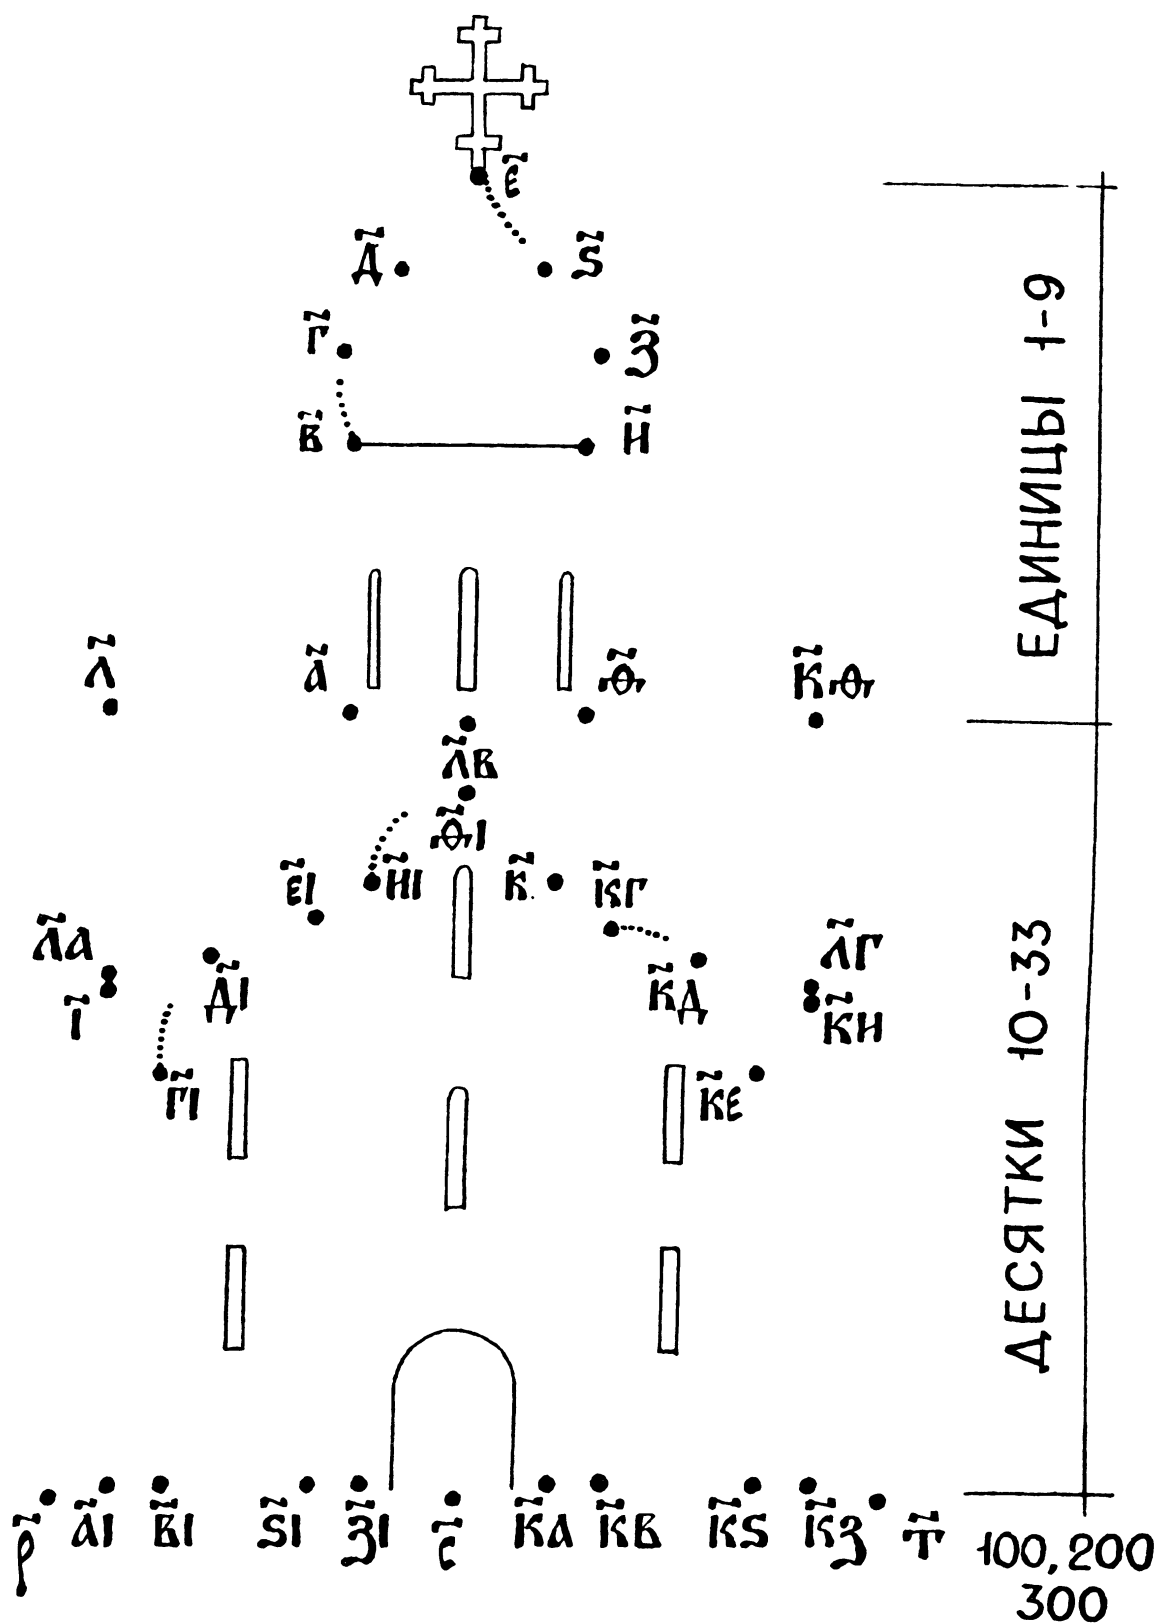 є҃
д҃ ѕ҃
г҃ з҃
в҃ н҃
л҃ а҃ ѳ҃ к҃ѳ
л҃в
ѳ҃і
є҃і н҃і к҃ к҃г
л҃а л҃г
і҃ д҃і к҃д к҃н
г҃і к҃є
р҃ а҃і в҃і ѕ҃і з҃і с҃ к҃а к҃в к҃ѕ к҃з т҃
ЕДИНИЦЫ 1-9
ДЕСЯТКИ 10-33
100, 200
300